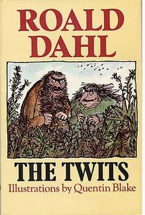 ROALD
DAHL
THE TWITS
Illustrations by Quentin Blake